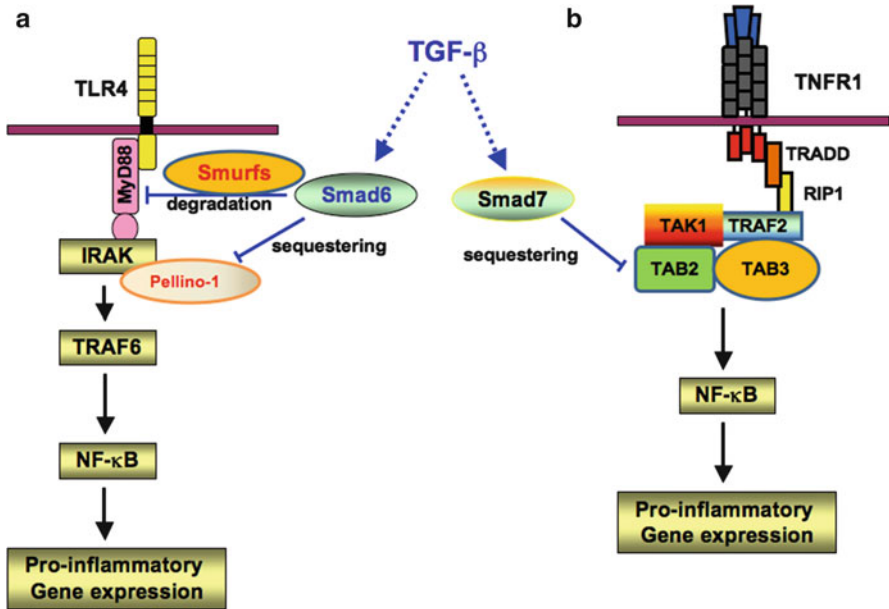 a
TLR4
MyD88
Smurfs
degradation
Smad6
sequestering
IRAK
Pellino-1
TRAF6
NF-κB
Pro-inflammatory
Gene expression
TGF-β
Smad7
sequestering
b
TNFR1
TRADD
RIP1
TAK1
TRAF2
TAB2
TAB3
NF-κB
Pro-inflammatory
Gene expression